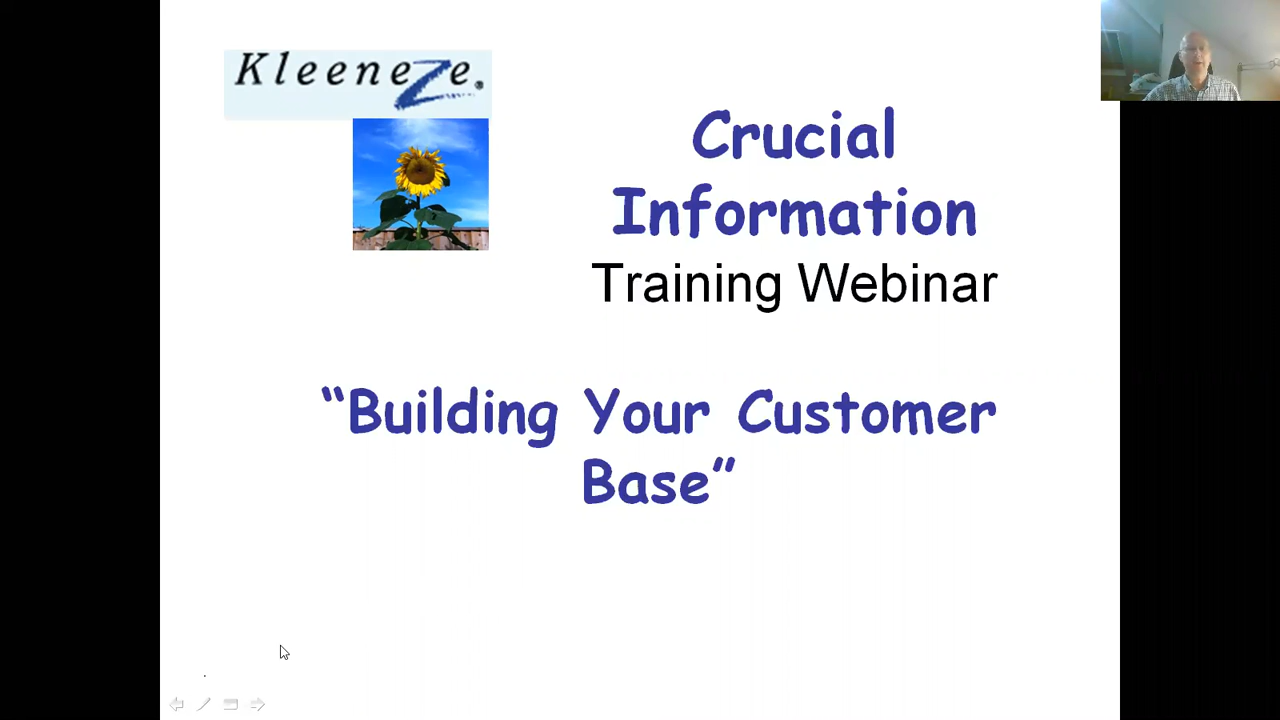 Kleeneze
Crucial
Information
Training Webinar
“Building Your Customer
Base”